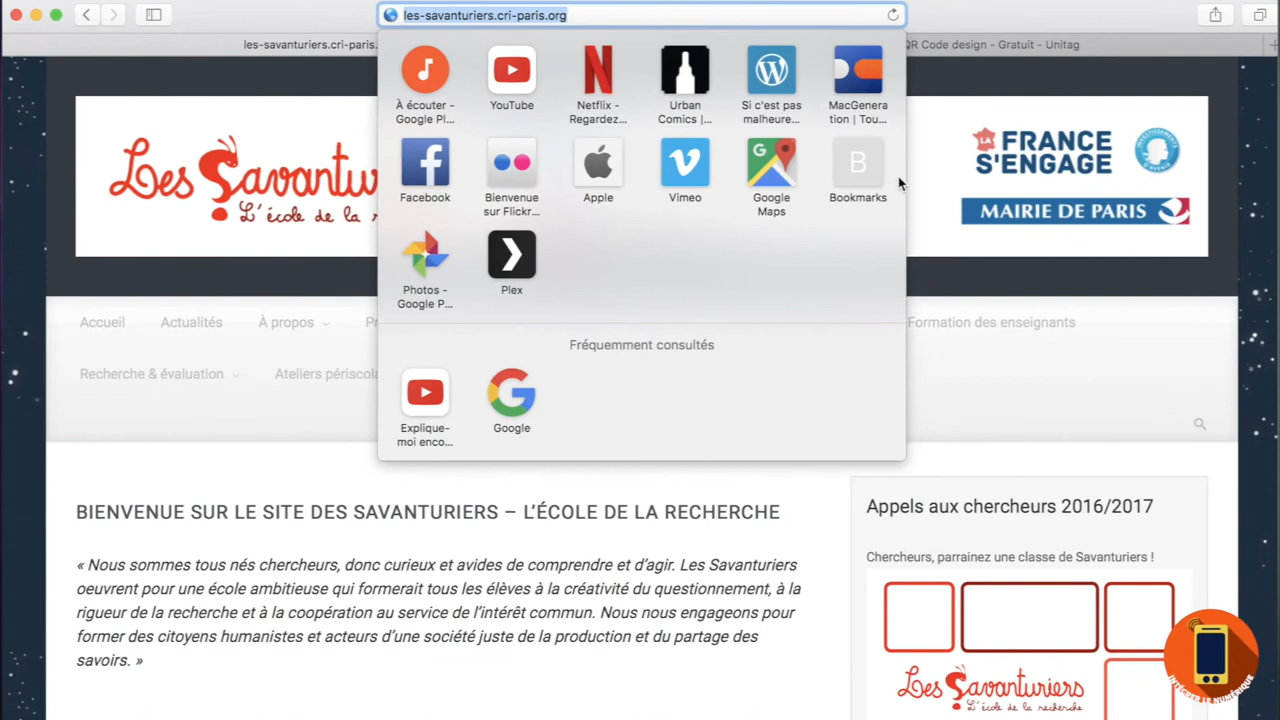 les-savanturiers.cri-paris.org
les-savanturiers.cri-paris.
QR Code design - Gratuit - Unitag
À écouter -
Google Pl...
YouTube
Netflix -
Regardez...
Urban
Comics |...
Si c'est pas
malheure...
MacGenera
tion | Tou...
Facebook
Bienvenue
sur Flickr...
Apple
Vimeo
Google
Maps
B
Bookmarks
Photos -
Google P...
Plex
Fréquemment consultés
Explique-
moi enco...
Google
Les Savanturi
L'école de la r
LA
FRANCE
S'ENGAGE
MAIRIE DE PARIS
Accueil
Actualités
À propos
Pr
Formation des enseignants
Recherche & évaluation
Ateliers périscola
BIENVENUE SUR LE SITE DES SAVANTURIERS – L'ÉCOLE DE LA RECHERCHE
« Nous sommes tous nés chercheurs, donc curieux et avides de comprendre et d'agir. Les Savanturiers
oeuvrent pour une école ambitieuse qui formerait tous les élèves à la créativité du questionnement, à la
rigueur de la recherche et à la coopération au service de l'intérêt commun. Nous nous engageons pour
former des citoyens humanistes et acteurs d'une société juste de la production et du partage des
savoirs. »
Appels aux chercheurs 2016/2017
Chercheurs, parrainez une classe de Savanturiers !
Les Savanturiers
L'école de la recherche
INTÉGRER LE NUMÉRIQUE